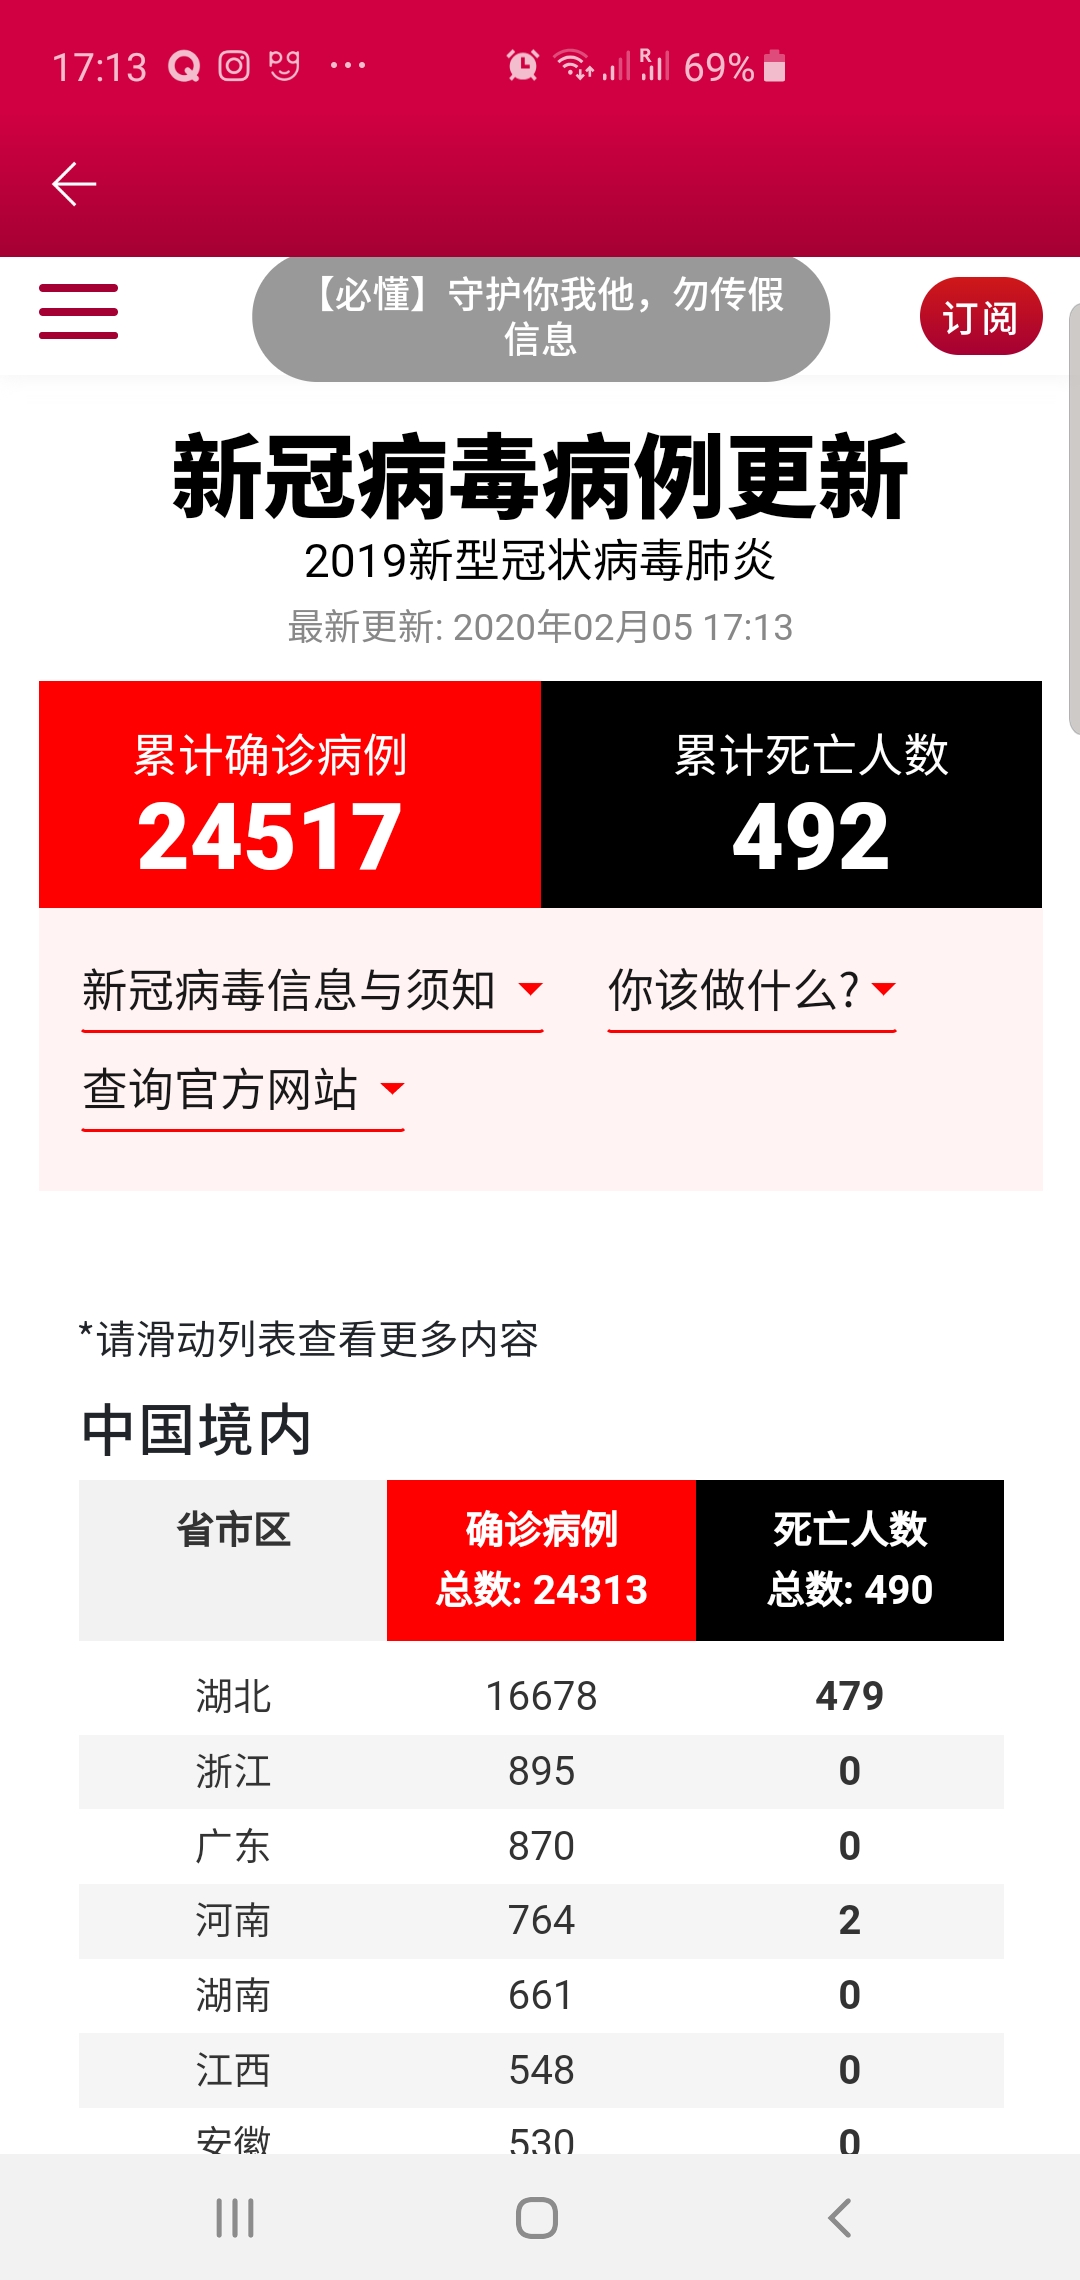 17:13 69%
【必懂】守护你我他，勿传假
信息
订阅
新冠病毒病例更新
2019新型冠状病毒肺炎
最新更新: 2020年02月05 17:13
累计确诊病例 累计死亡人数
24517 492
新冠病毒信息与须知 你该做什么?
查询官方网站
*请滑动列表查看更多内容
中国境内
省市区 确诊病例 死亡人数
总数: 24313 总数: 490
湖北 16678 479
浙江 895 0
广东 870 0
河南 764 2
湖南 661 0
江西 548 0
安徽 530 0